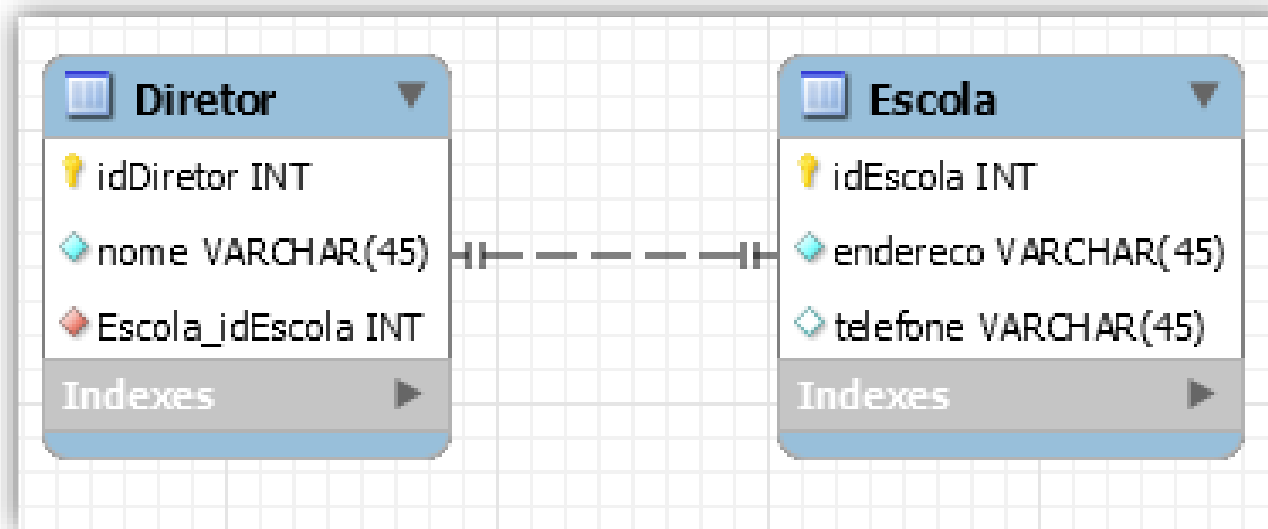 Diretor
idDiretor INT
nome VARCHAR(45)
Escola_idEscola INT
Indexes
Escola
idEscola INT
endereco VARCHAR(45)
telefone VARCHAR(45)
Indexes